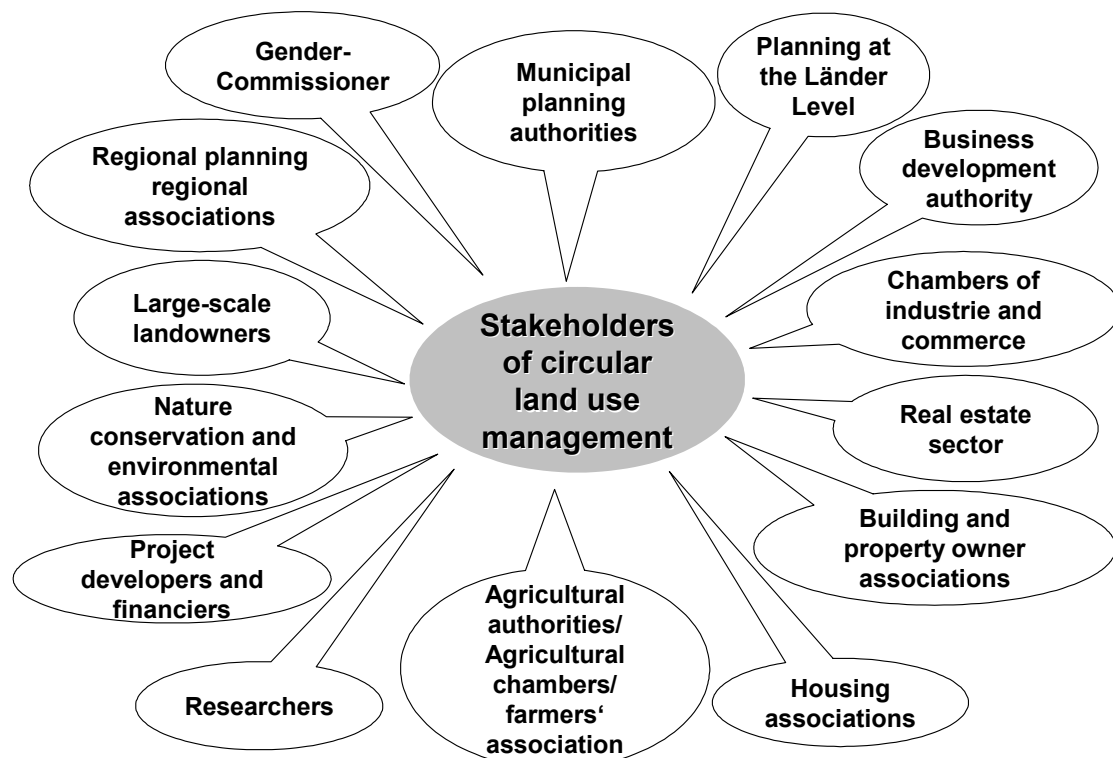 Gender-
Commissioner
Municipal
planning
authorities
Planning at
the Länder
Level
Business
development
authority
Regional planning
regional
associations
Large-scale
landowners
Chambers of
industrie and
commerce
Stakeholders
of circular
land use
management
Nature
conservation and
environmental
associations
Real estate
sector
Project
developers and
financiers
Building and
property owner
associations
Researchers
Agricultural
authorities/
Agricultural
chambers/
farmers‘
association
Housing
associations